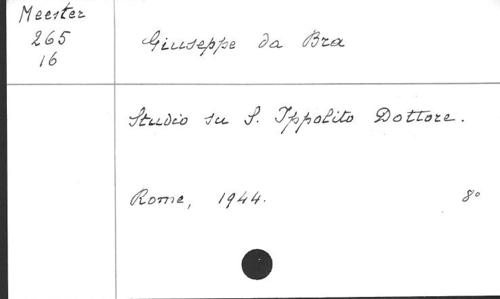 Meester
265
16
Giuseppe da Bra
Studio su S. Ippolito Dottore.
Rome, 1944. 8°